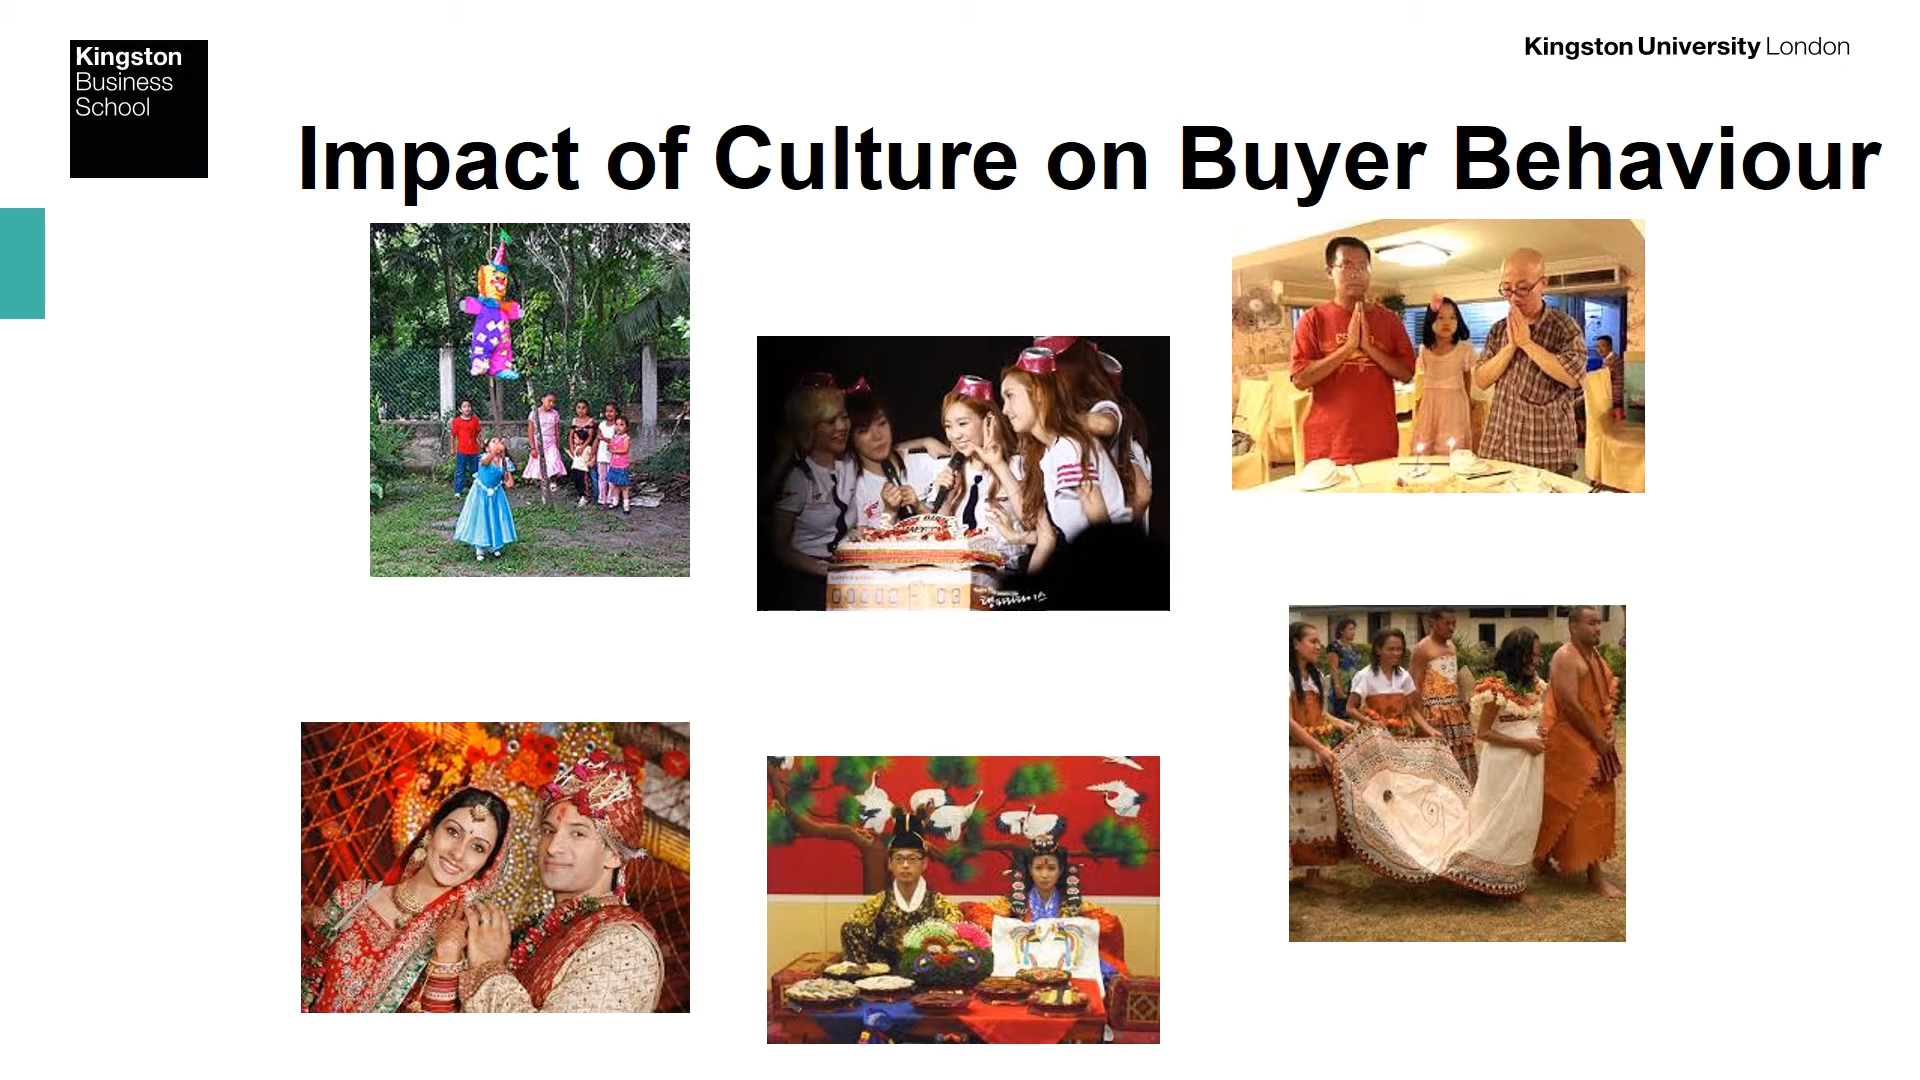 Kingston
Business
School
Kingston University London
Impact of Culture on Buyer Behaviour